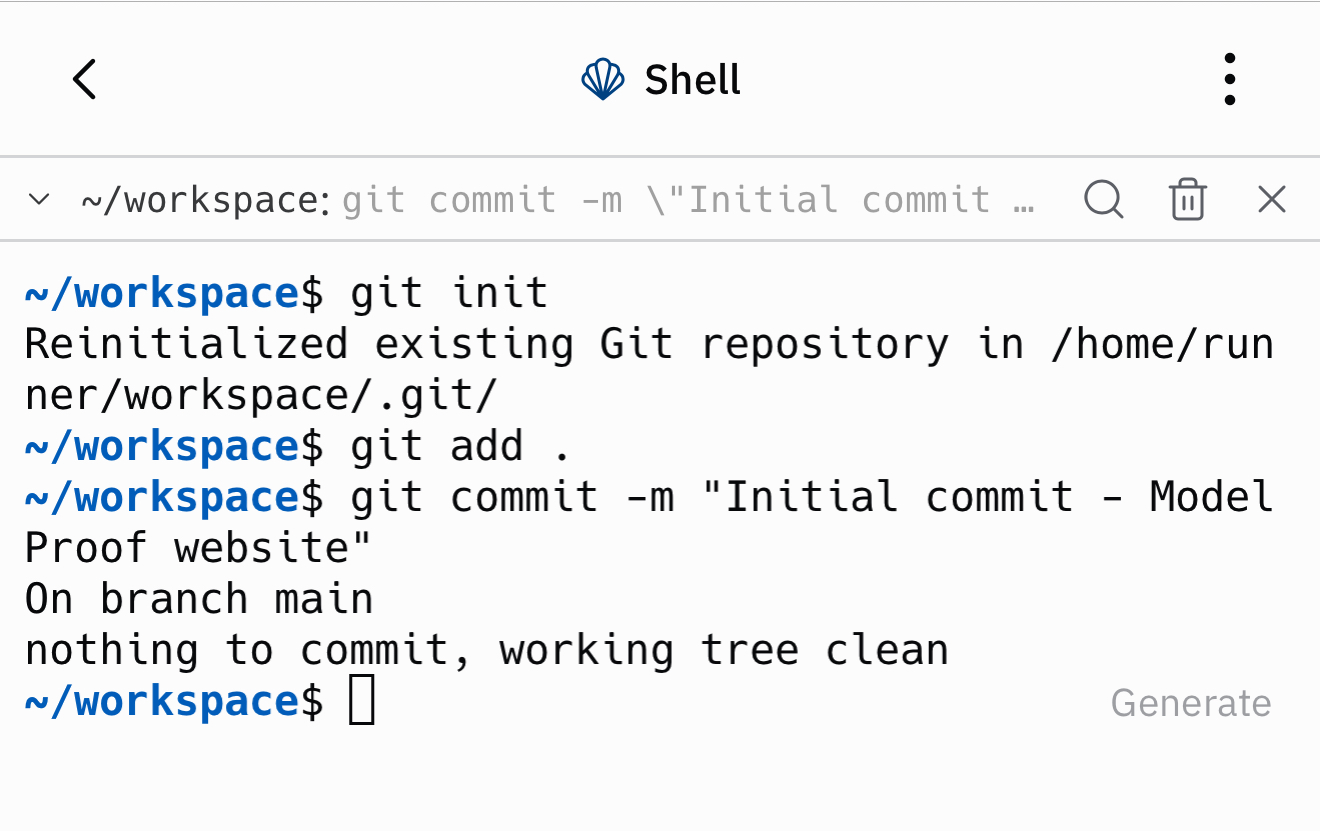 Shell
~/workspace: git commit -m \"Initial commit …
~/workspace$ git init
Reinitialized existing Git repository in /home/run
ner/workspace/.git/
~/workspace$ git add .
~/workspace$ git commit -m "Initial commit - Model
Proof website"
On branch main
nothing to commit, working tree clean
~/workspace$
Generate